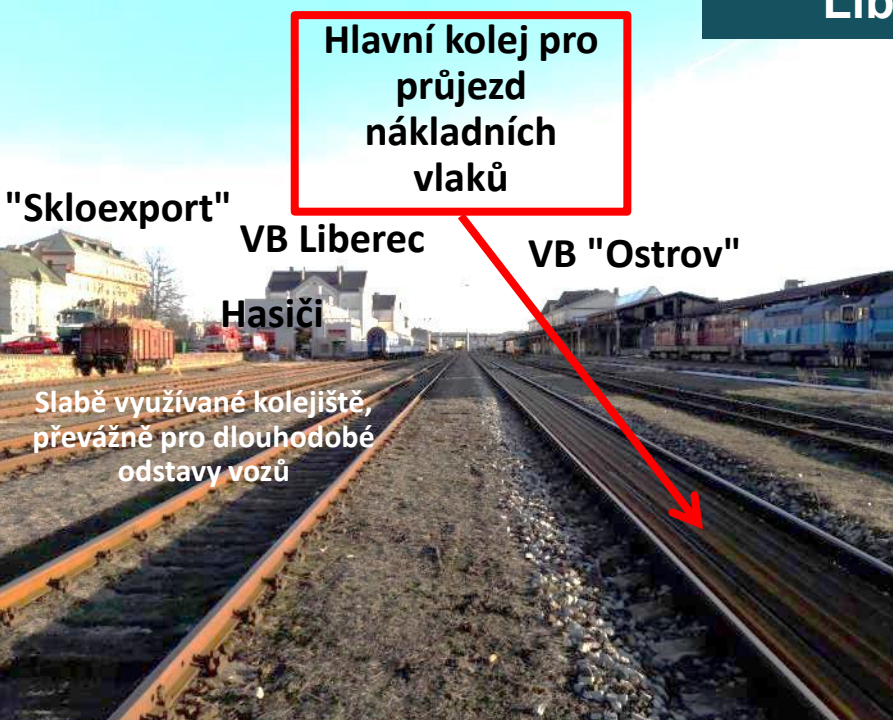 Lib
Hlavní kolej pro
průjezd
nákladních
vlaků
"Skloexport"
VB Liberec
VB "Ostrov"
Hasiči
Slabě využívané kolejiště,
převážně pro dlouhodobé
odstavy vozů